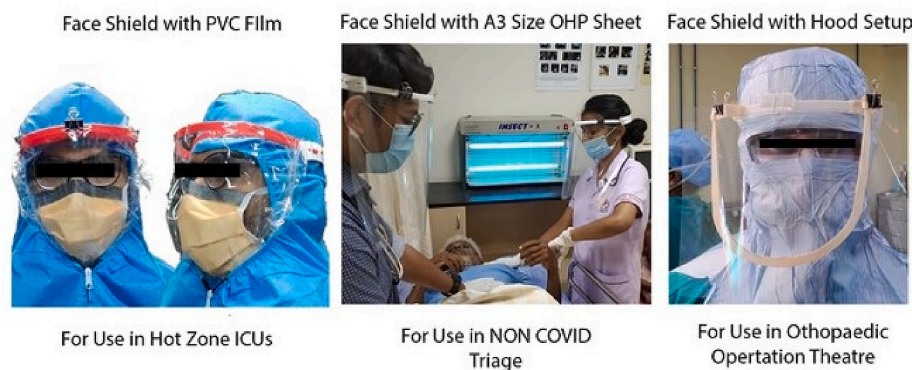 Face Shield with PVC FIlm
Face Shield with A3 Size OHP Sheet
Face Shield with Hood Setup
INSECT - X
For Use in Hot Zone ICUs
For Use in NON COVID
Triage
For Use in Othopaedic
Opertation Theatre